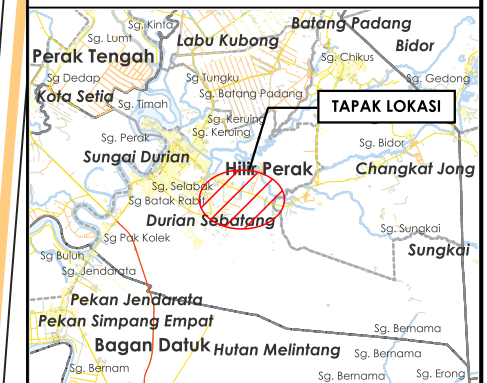 Sg. Kinta
Batang Padang
Sg. Lumt
Labu Kubong
Bidor
Perak Tengah
Sg. Chikus
Sg Dedap
Sg Tungku
Sg. Gedong
Kota Setia
Sg. Timah
Sg. Batang Padang
TAPAK LOKASI
Sg. Keruing
Sg. Keruing
Sg. Perak
Sg. Bidor
Sungai Durian
Hilir Perak
Changkat Jong
Sg. Selabak
Sg Batak Rabit
Durian Sebatang
Sg. Sungkai
Sg Pak Kolek
Sungkai
Sg Buluh
Sg. Jendarata
Pekan Jendarata
Pekan Simpang Empat
Sg. Bernama
Bagan Datuk
Hutan Melintang
Sg. Bernama
Sg. Bernam
Sg. Bernama
Sg. Erong